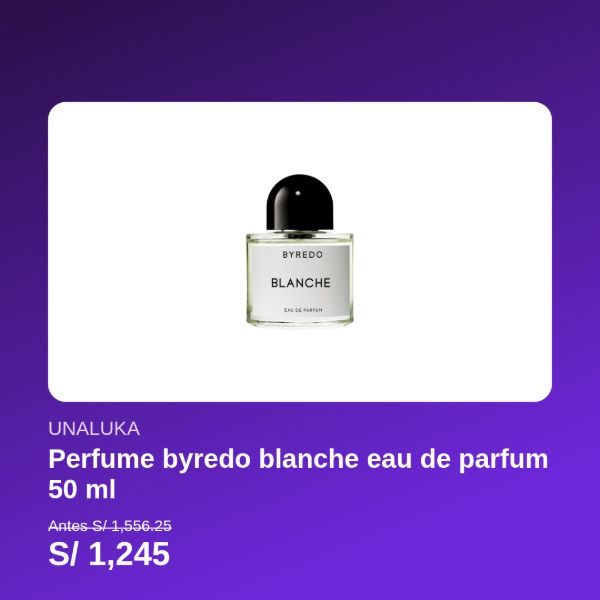 BYREDO
BLANCHE
EAU DE PARFUM
UNALUKA
Perfume byredo blanche eau de parfum
50 ml
Antes S/ 1,556.25
S/ 1,245